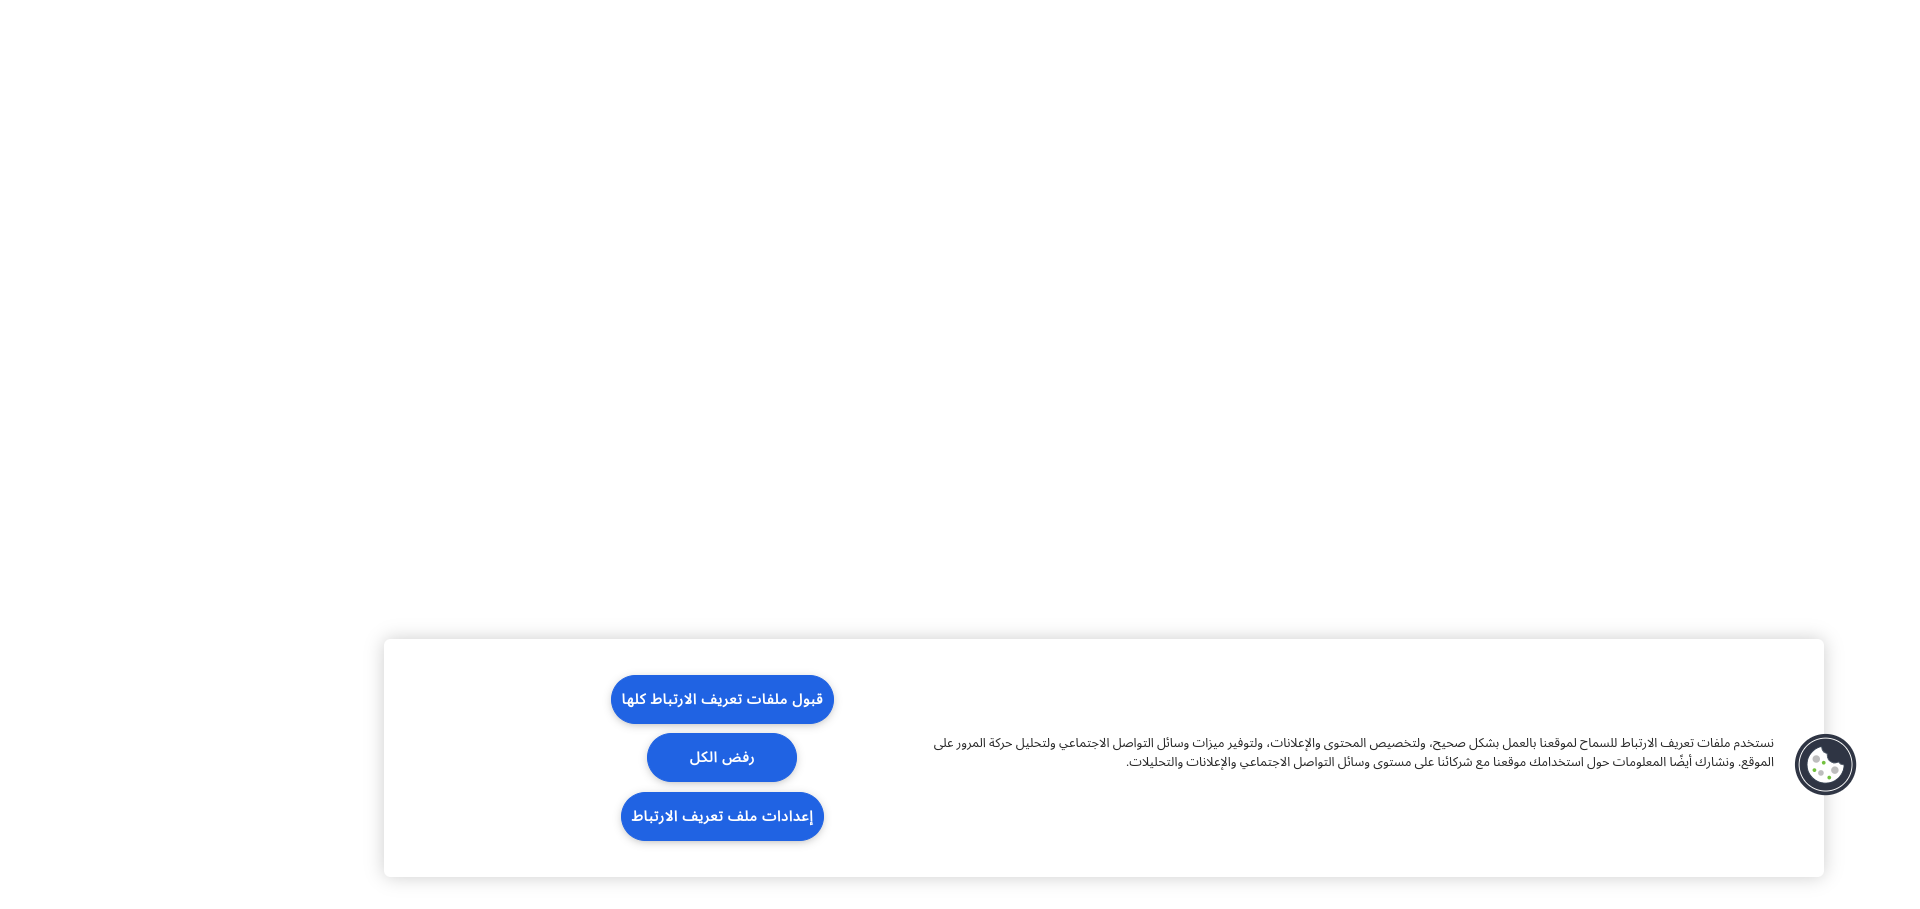 نستخدم ملفات تعريف الارتباط للسماح لموقعنا بالعمل بشكل صحيح، ولتخصيص المحتوى والإعلانات، ولتوفير ميزات وسائل التواصل الاجتماعي ولتحليل حركة المرور على
الموقع. ونشارك أيضًا المعلومات حول استخدامك موقعنا مع شركائنا على مستوى وسائل التواصل الاجتماعي والإعلانات والتحليلات.
قبول ملفات تعريف الارتباط كلها
رفض الكل
إعدادات ملف تعريف الارتباط